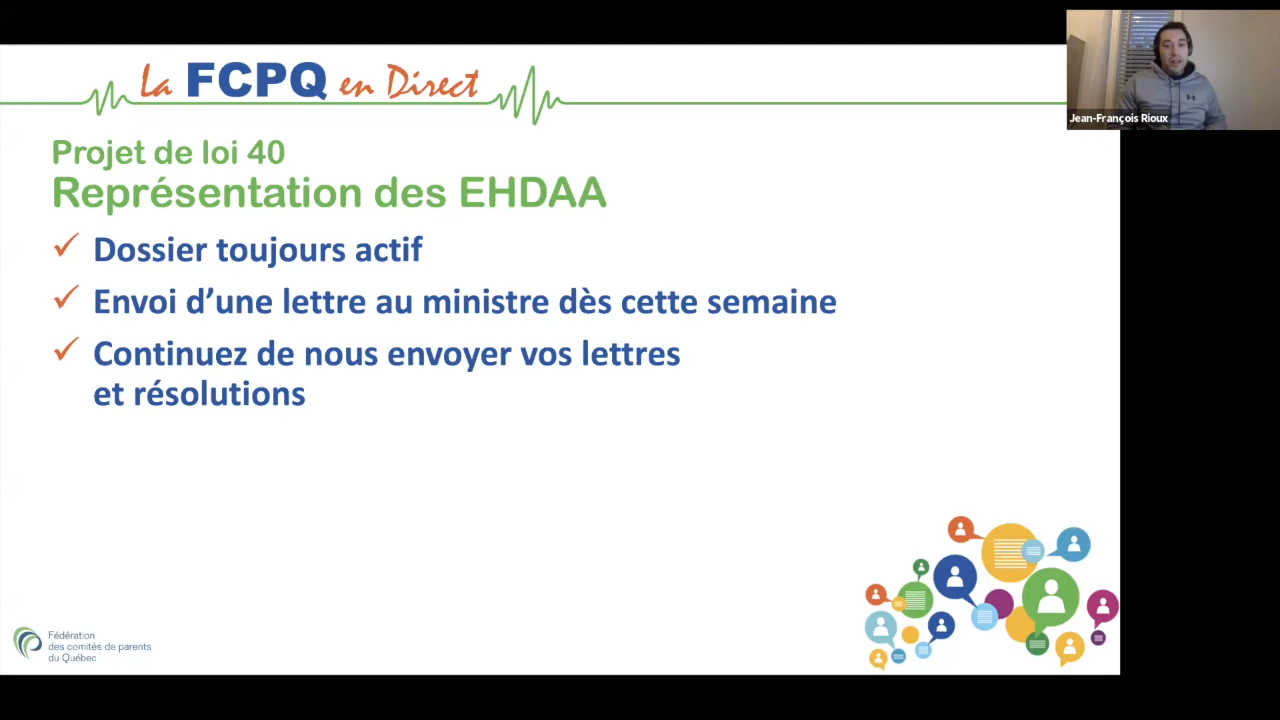 La FCPQ en Direct
Jean-François Rioux
Projet de loi 40
Représentation des EHDAA
Dossier toujours actif
Envoi d’une lettre au ministre dès cette semaine
Continuez de nous envoyer vos lettres
et résolutions
Fédération
des comités de parents
du Québec